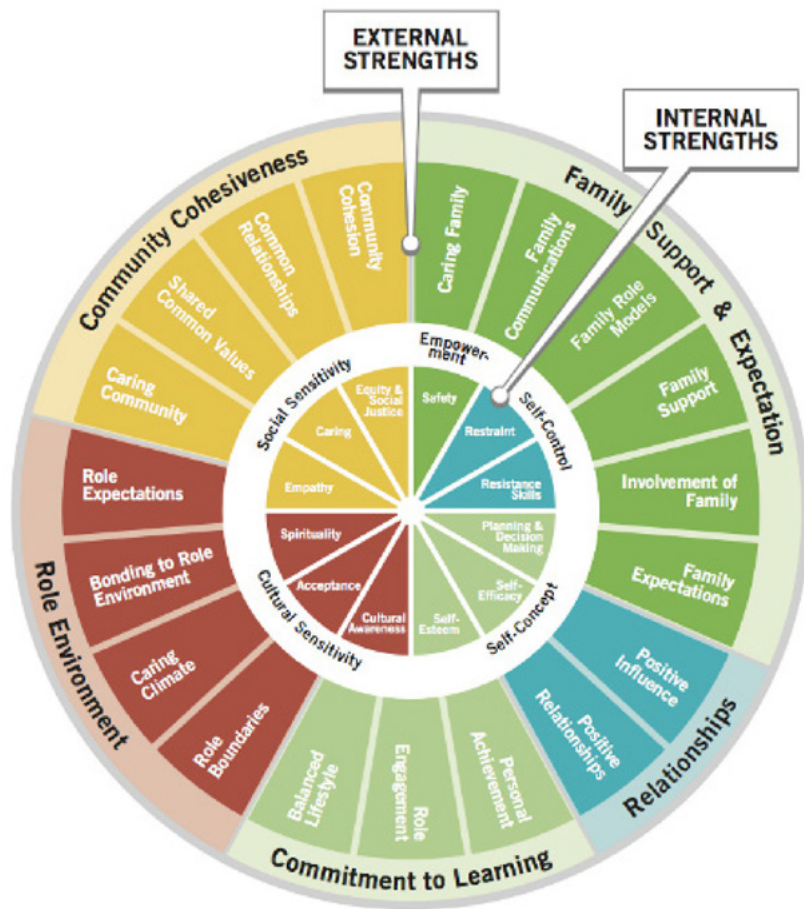 EXTERNAL
STRENGTHS
INTERNAL
STRENGTHS
Community Cohesiveness
Caring
Community
Shared
Common Values
Common
Relationships
Community
Cohesion
Family Support & Expectation
Caring Family
Family
Communications
Family Role
Models
Family
Support
Involvement of
Family
Family
Expectations
Relationships
Positive
Influence
Positive
Relationships
Commitment to Learning
Personal
Achievement
Role
Engagement
Balanced
Lifestyle
Role Environment
Role
Boundaries
Caring
Climate
Bonding to Role
Environment
Role
Expectations
Social Sensitivity
Empathy
Caring
Equity &
Social
Justice
Empower-
ment
Safety
Self-Control
Restraint
Resistance
Skills
Self-Concept
Planning &
Decision
Making
Self-
Efficacy
Self-
Esteem
Cultural Sensitivity
Cultural
Awareness
Acceptance
Spirituality